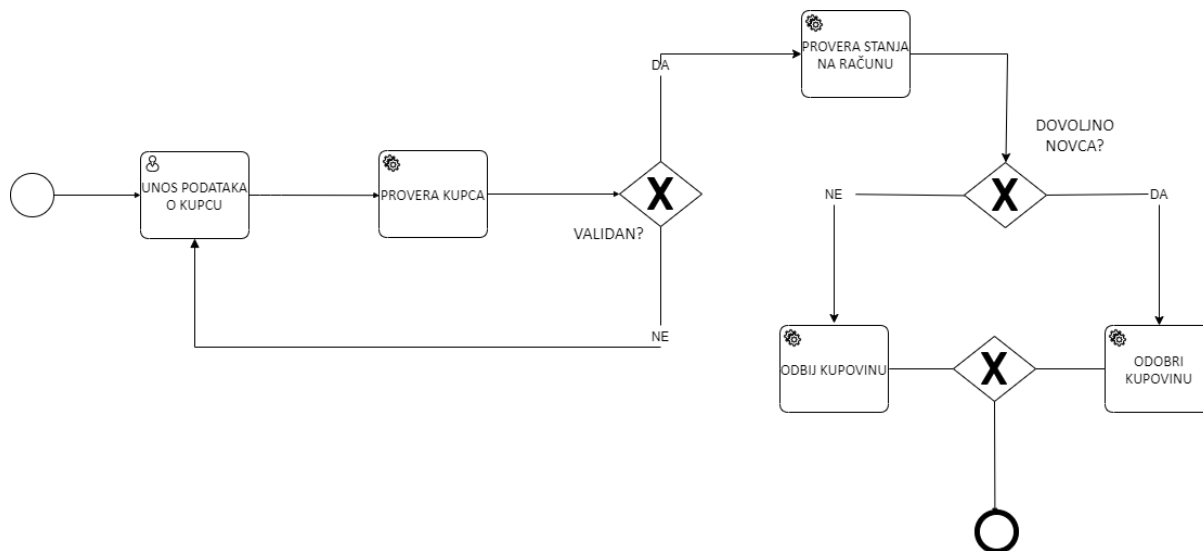 UNOS PODATAKA
O KUPCU
PROVERA KUPCA
X
VALIDAN?
DA
NE
PROVERA STANJA
NA RAČUNU
DOVOLJNO
NOVCA?
X
NE
DA
ODBIJ KUPOVINU
X
ODOBRI
KUPOVINU